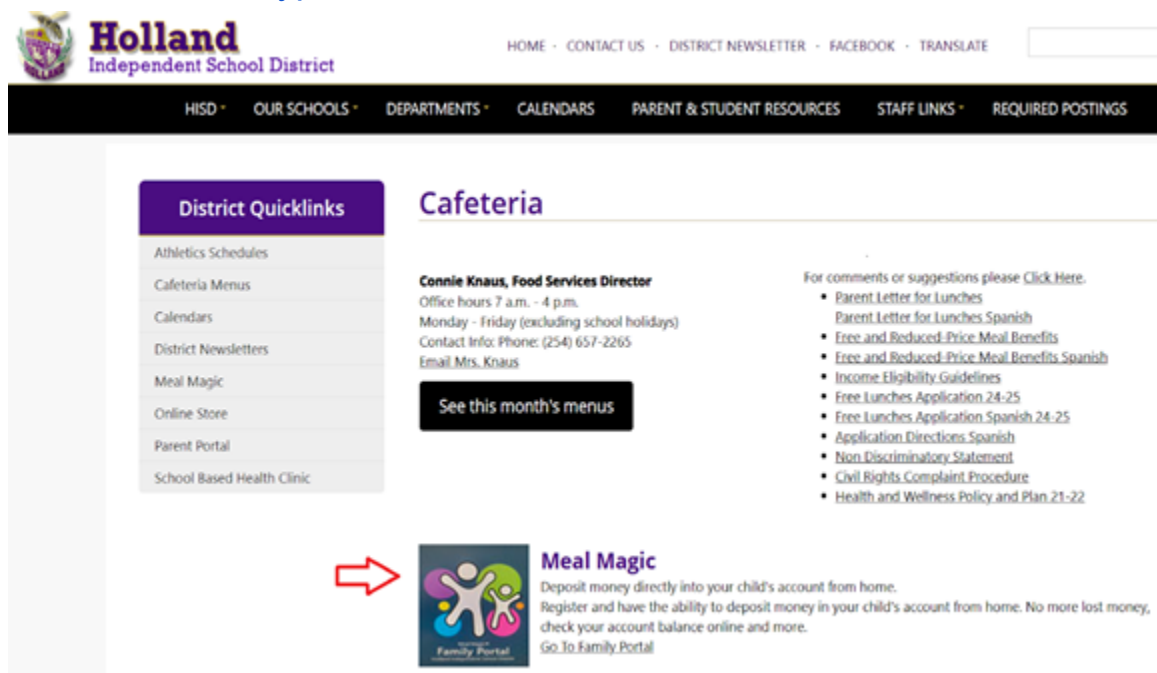 Holland
Independent School District
HOME - CONTACT US - DISTRICT NEWSLETTER - FACEBOOK - TRANSLATE
HISD OUR SCHOOLS DEPARTMENTS CALENDARS PARENT & STUDENT RESOURCES STAFF LINKS REQUIRED POSTINGS
District Quicklinks
Athletics Schedules
Cafeteria Menus
Calendars
District Newsletters
Meal Magic
Online Store
Parent Portal
School Based Health Clinic
Cafeteria
Connie Knaus, Food Services Director
Office hours 7 a.m. - 4 p.m.
Monday - Friday (excluding school holidays)
Contact Info: Phone: (254) 657-2265
Email Mrs. Knaus
See this month's menus
For comments or suggestions please Click Here.
• Parent Letter for Lunches
Parent Letter for Lunches Spanish
• Free and Reduced-Price Meal Benefits
• Free and Reduced-Price Meal Benefits Spanish
• Income Eligibility Guidelines
• Free Lunches Application 24-25
• Free Lunches Application Spanish 24-25
• Application Directions Spanish
• Non Discriminatory Statement
• Civil Rights Complaint Procedure
• Health and Wellness Policy and Plan 21-22
Family Portal
Meal Magic
Deposit money directly into your child's account from home.
Register and have the ability to deposit money in your child's account from home. No more lost money,
check your account balance online and more.
Go To Family Portal